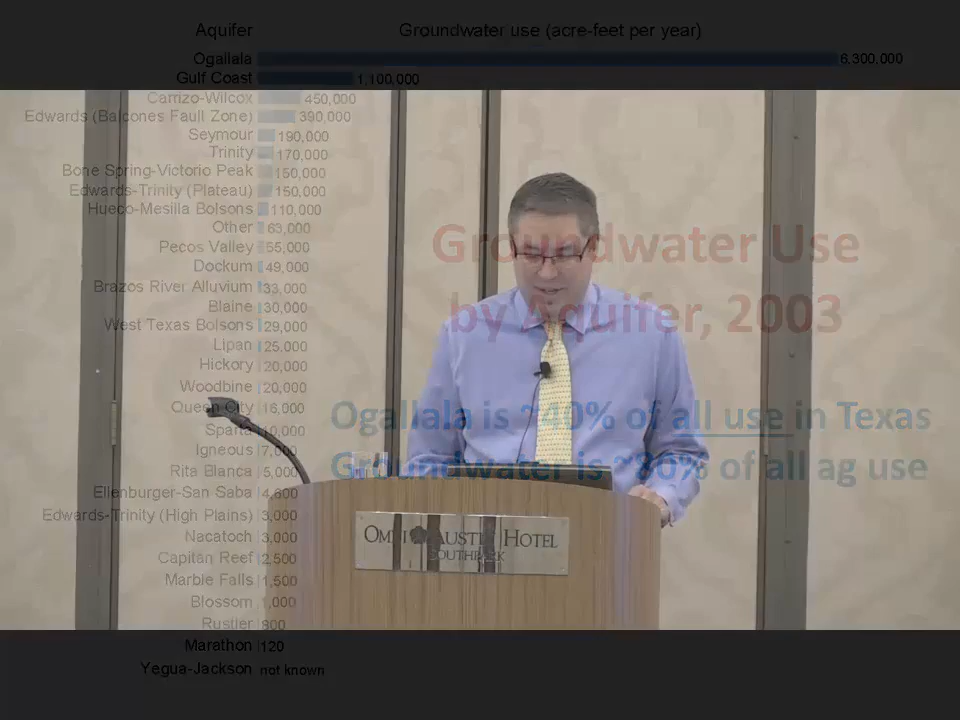 Aquifer Groundwater use (acre-feet per year)
Ogallala 6,300,000
Gulf Coast 1,100,000
Carrizo-Wilcox 450,000
Edwards (Balcones Fault Zone) 390,000
Seymour 190,000
Trinity 170,000
Bone Spring-Victorio Peak 150,000
Edwards-Trinity (Plateau) 150,000
Hueco-Mesilla Bolsons 110,000
Other 63,000
Pecos Valley 55,000
Dockum 49,000
Brazos River Alluvium 33,000
Blaine 30,000
West Texas Bolsons 29,000
Lipan 25,000
Hickory 20,000
Woodbine 20,000
Queen City 16,000
Sparta 10,000
Igneous 7,000
Rita Blanca 5,000
Ellenburger-San Saba 4,600
Edwards-Trinity (High Plains) 3,000
Nacatoch 3,000
Capitan Reef 2,500
Marble Falls 1,500
Blossom 1,000
Rustler 800
Marathon 120
Yegua-Jackson not known
Groundwater Use
by Aquifer, 2003
Ogallala is ~40% of all use in Texas
Groundwater is ~80% of all ag use
OMNI AUSTIN HOTEL
SOUTHPARK